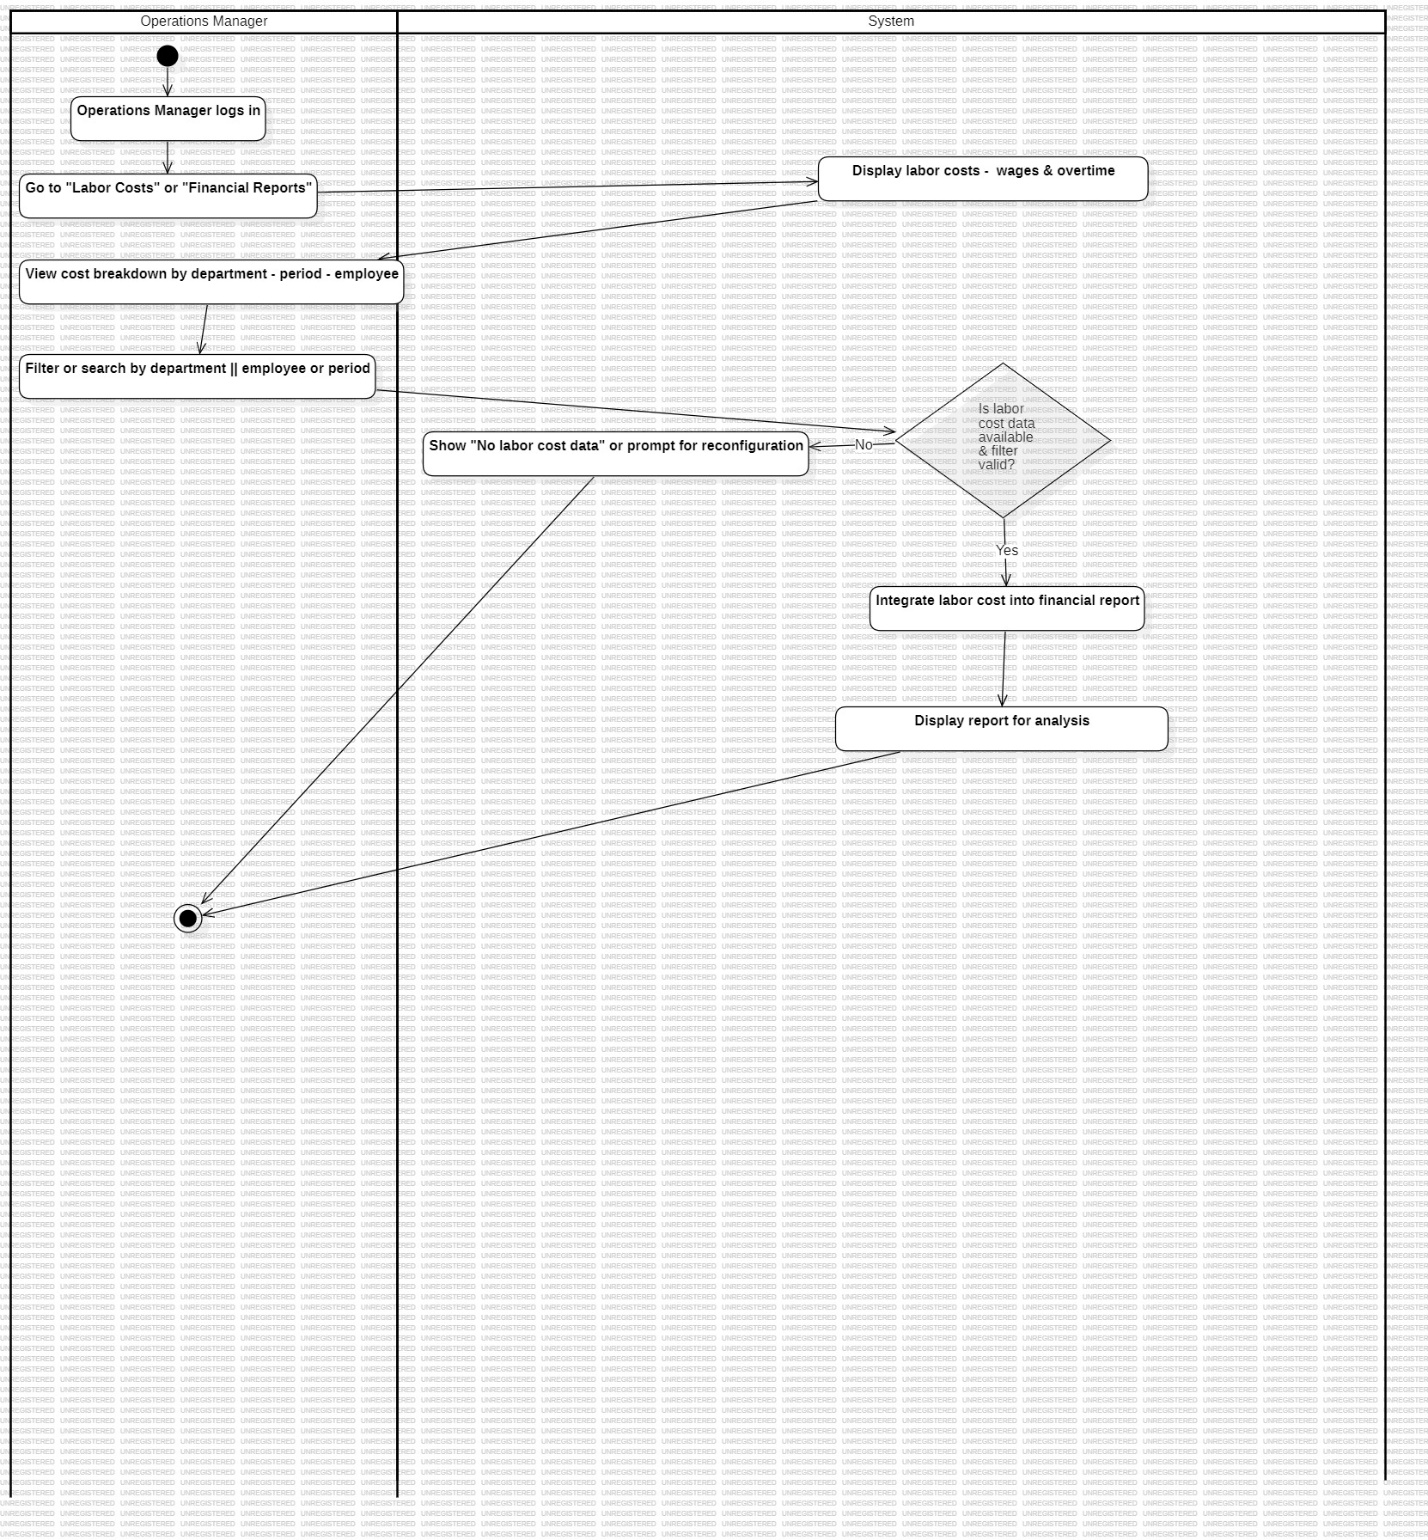 Operations Manager
System
Operations Manager logs in
Go to "Labor Costs" or "Financial Reports"
Display labor costs -  wages & overtime
View cost breakdown by department - period - employee
Filter or search by department || employee or period
Is labor
cost data
available
& filter
valid?
Show "No labor cost data" or prompt for reconfiguration
No
Yes
Integrate labor cost into financial report
Display report for analysis
UNREGISTERED